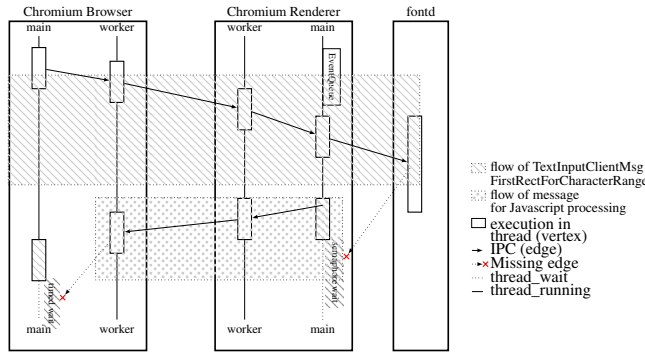 Chromium Browser
Chromium Renderer
fontd
main
worker
worker
main
EventQueue
flow of TextInputClientMsg
FirstRectForCharacterRange
flow of message
for Javascript processing
execution in
thread (vertex)
IPC (edge)
Missing edge
thread_wait
thread_running
timed wait
semaphore wait
main
worker
worker
main